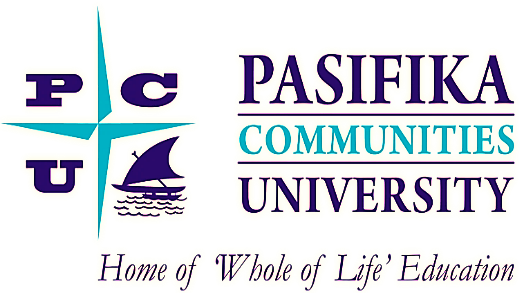 P C
U
PASIFIKA
COMMUNITIES
UNIVERSITY
Home of 'Whole of Life' Education